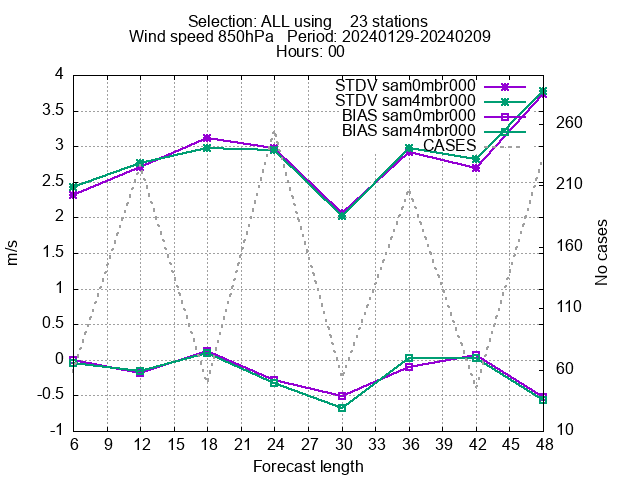 Selection: ALL using    23 stations
Wind speed 850hPa   Period: 20240129-20240209
Hours: 00
STDV sam0mbr000
STDV sam4mbr000
BIAS sam0mbr000
BIAS sam4mbr000
CASES
4
3.5
3
2.5
2
1.5
1
0.5
0
-0.5
-1
m/s
260
210
160
110
60
10
No cases
6 9 12 15 18 21 24 27 30 33 36 39 42 45 48
Forecast length